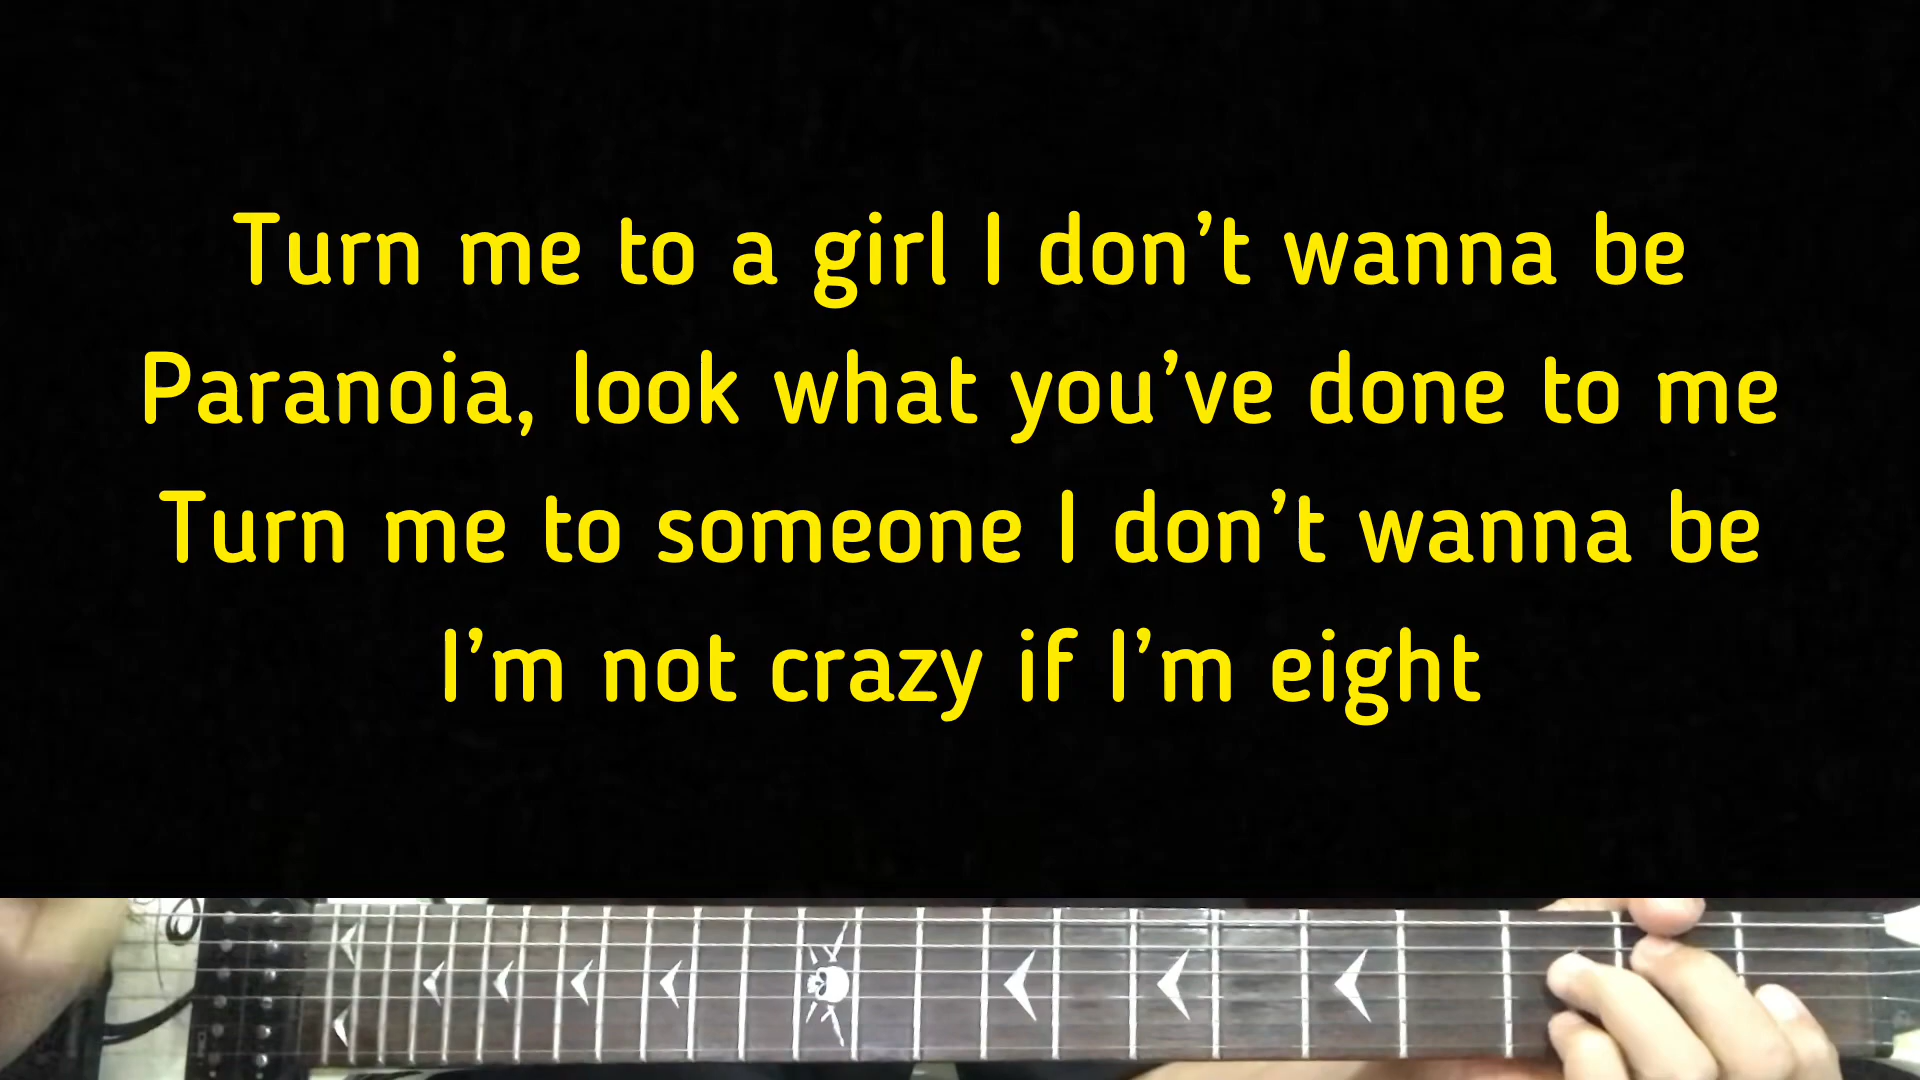 Turn me to a girl I don’t wanna be
Paranoia, look what you’ve done to me
Turn me to someone I don’t wanna be
I’m not crazy if I’m eight